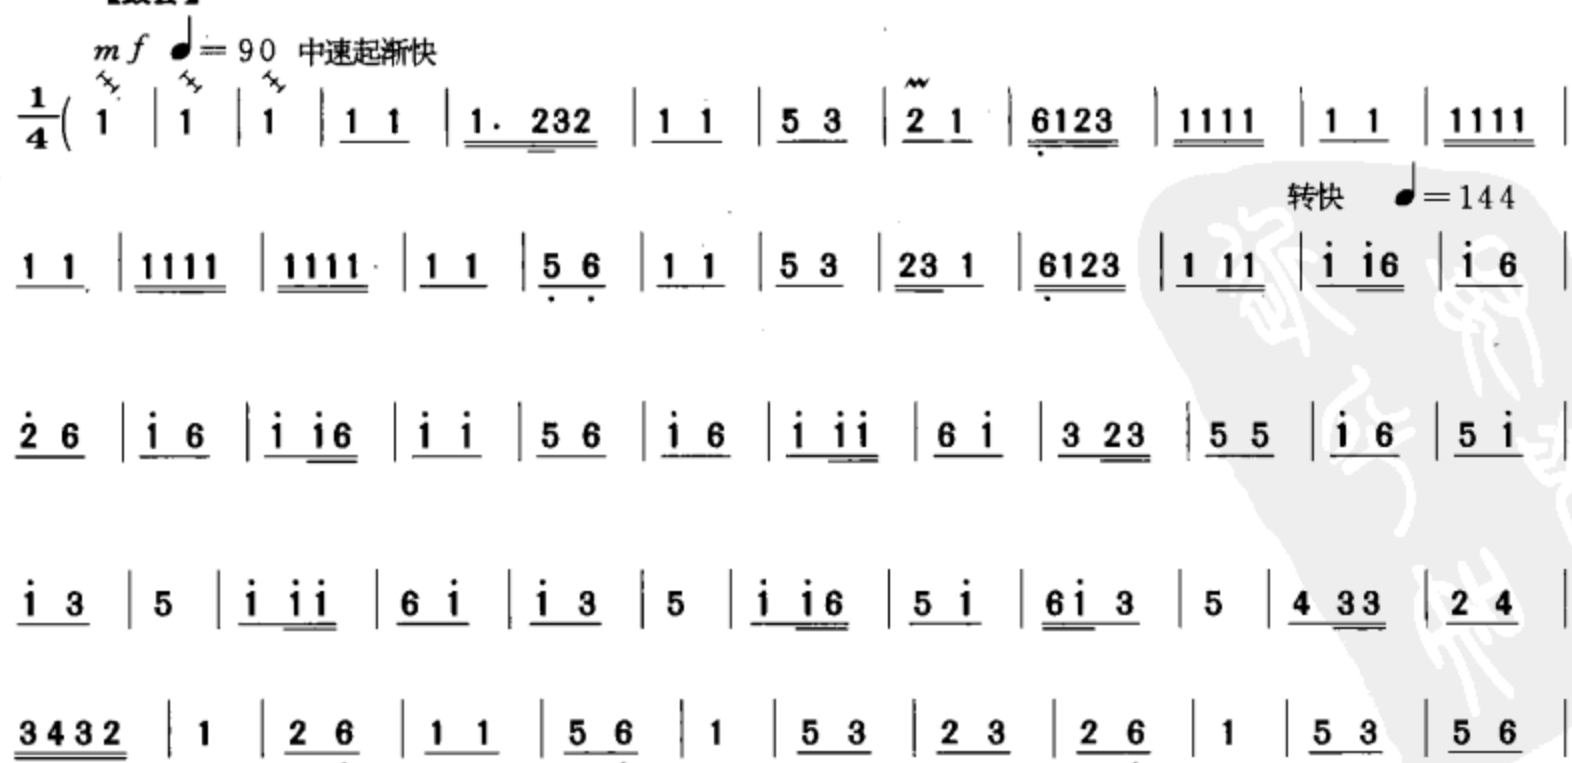 mf ♩=90 中速起渐快
1/4 ( 1 | 1 | 1 | 1 1 | 1. 232 | 1 1 | 5 3 | 2 1 | 6̣123 | 1111 | 1 1 | 1111 |
转快 ♩=144
1 1 | 1111 | 1111 | 1 1 | 5̣ 6̣ | 1 1 | 5 3 | 23 1 | 6̣123 | 1 11 | i i6 | i 6 |
2̇ 6 | i 6 | i i6 | i i | 5 6 | i 6 | i ii | 6 i | 3 23 | 5 5 | i 6 | 5 i |
i 3 | 5 | i ii | 6 i | i 3 | 5 | i i6 | 5 i | 6i 3 | 5 | 4 33 | 2 4 |
3432 | 1 | 2 6̣ | 1 1 | 5 6̣ | 1 | 5 3 | 2 3 | 2 6̣ | 1 | 5 3 | 5 6 |